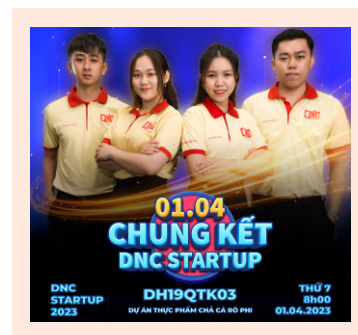 01.04
CHUNG KẾT
DNC STARTUP
DNC
STARTUP
2023
DH19QTK03
DỰ ÁN THỰC PHẨM CHẢ CÁ RÔ PHI
THỨ 7
8h00
01.04.2023